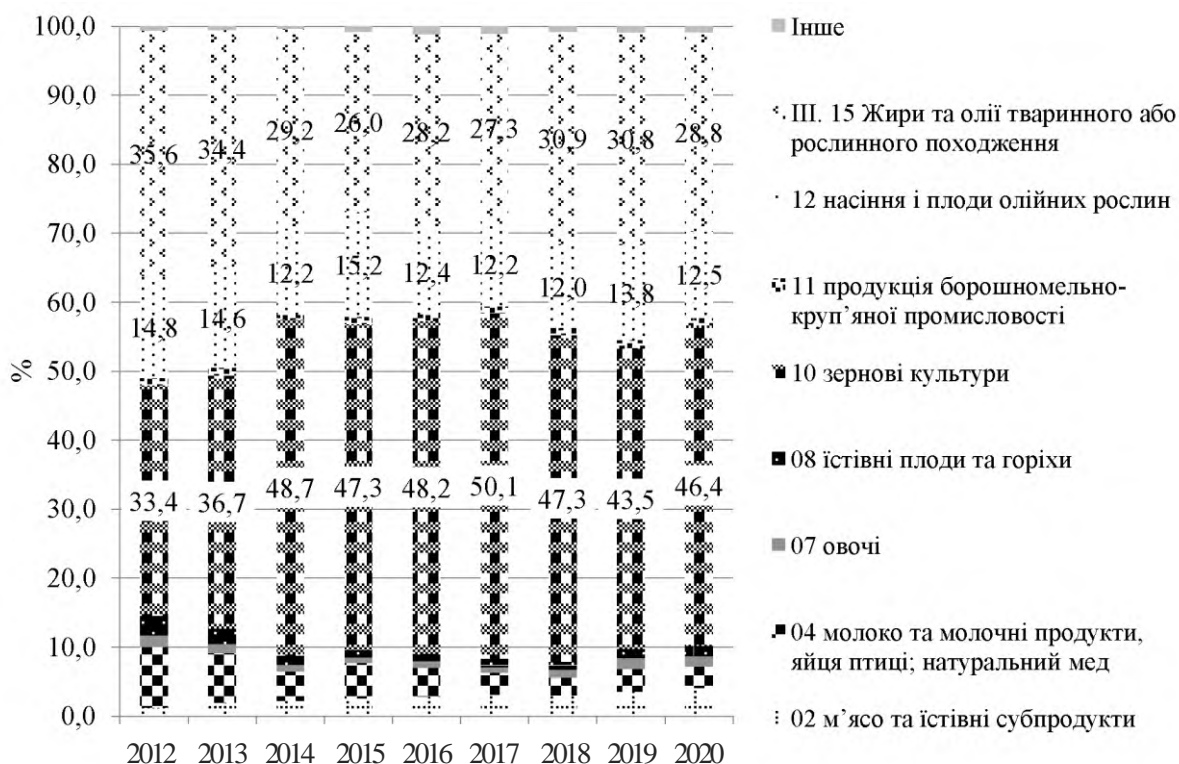 100,0
90,0
80,0
70,0
60,0
50,0
40,0
30,0
20,0
10,0
0,0
%
35,6 34,4 29,2 26,0 28,2 27,3 30,9 30,8 28,8
14,8 14,6 12,2 15,2 12,4 12,2 12,0 13,8 12,5
33,4 36,7 48,7 47,3 48,2 50,1 47,3 43,5 46,4
2012 2013 2014 2015 2016 2017 2018 2019 2020
Інше
III. 15 Жири та олії тваринного або
рослинного походження
12 насіння і плоди олійних рослин
11 продукція борошномельно-
круп’яної промисловості
10 зернові культури
08 їстівні плоди та горіхи
07 овочі
04 молоко та молочні продукти,
яйця птиці; натуральний мед
02 м’ясо та їстівні субпродукти